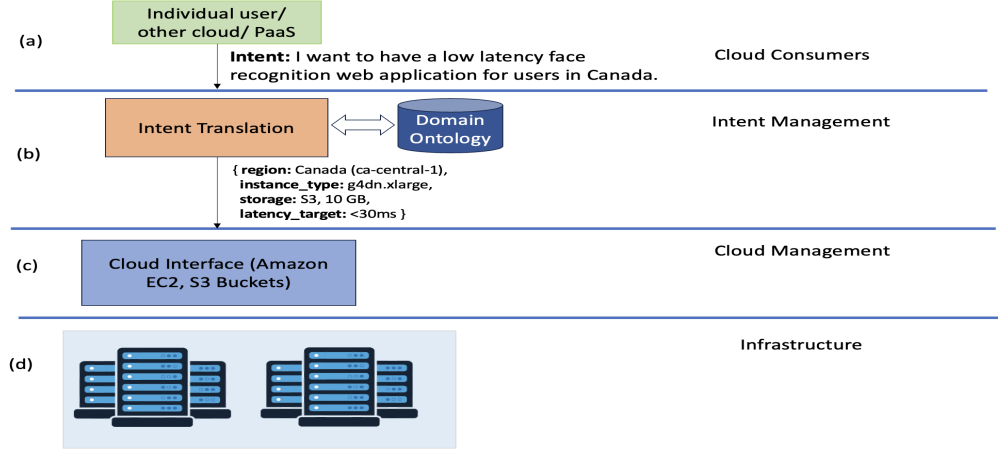 (a)
Individual user/
other cloud/ PaaS
Intent: I want to have a low latency face
recognition web application for users in Canada.
Cloud Consumers
(b)
Intent Translation
Domain
Ontology
Intent Management
{ region: Canada (ca-central-1),
instance_type: g4dn.xlarge,
storage: S3, 10 GB,
latency_target: <30ms }
(c)
Cloud Interface (Amazon
EC2, S3 Buckets)
Cloud Management
(d)
Infrastructure